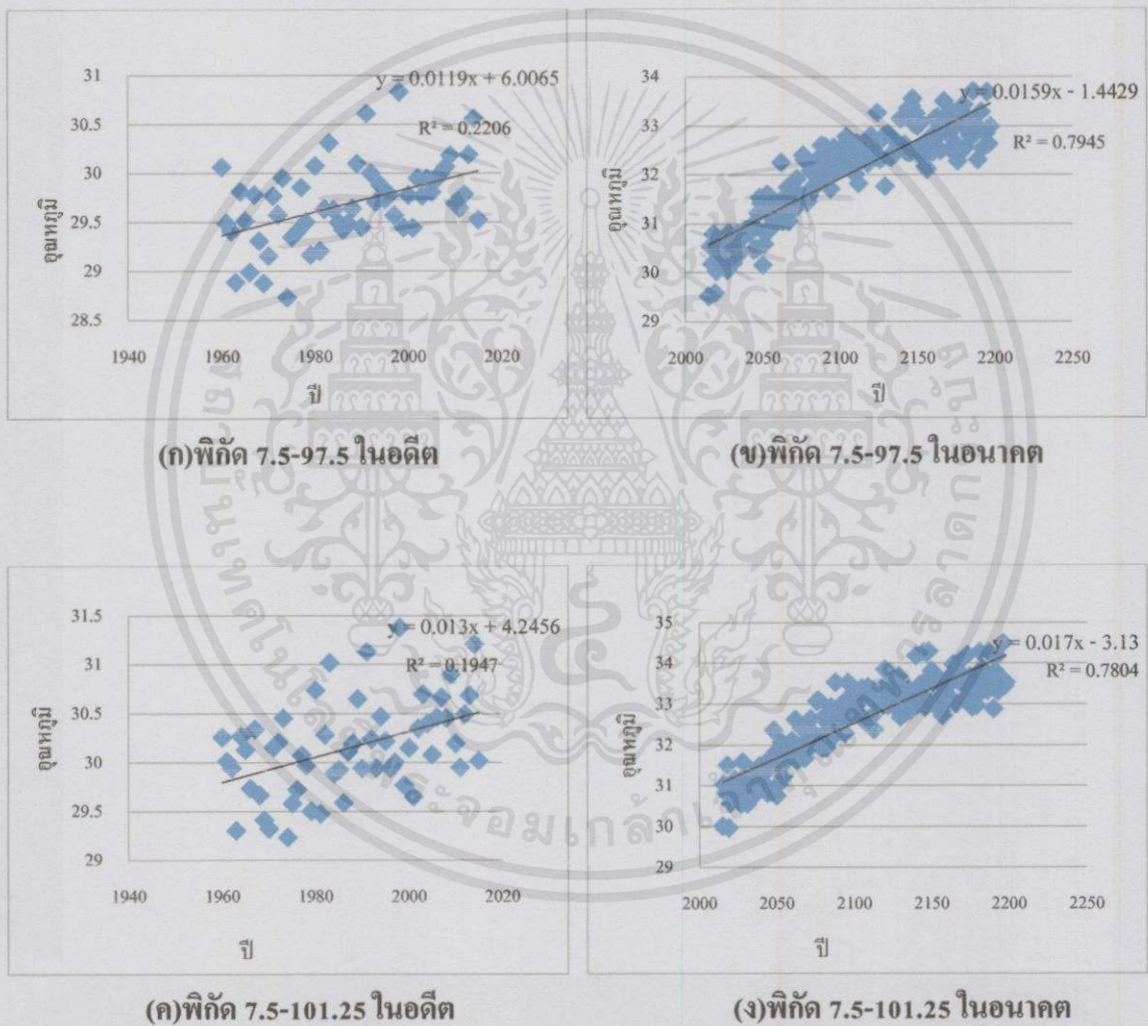 31
30.5
30
29.5
29
28.5
1940
1960
1980
2000
2020
y = 0.0119x + 6.0065
R² = 0.2206
อุณหภูมิ
ปี
(ก)พิกัด 7.5-97.5 ในอดีต
34
33
32
31
30
29
2000
2050
2100
2150
2200
2250
y = 0.0159x - 1.4429
R² = 0.7945
อุณหภูมิ
ปี
(ข)พิกัด 7.5-97.5 ในอนาคต
31.5
31
30.5
30
29.5
29
1940
1960
1980
2000
2020
y = 0.013x + 4.2456
R² = 0.1947
อุณหภูมิ
ปี
(ค)พิกัด 7.5-101.25 ในอดีต
35
34
33
32
31
30
29
2000
2050
2100
2150
2200
2250
y = 0.017x - 3.13
R² = 0.7804
อุณหภูมิ
ปี
(ง)พิกัด 7.5-101.25 ในอนาคต